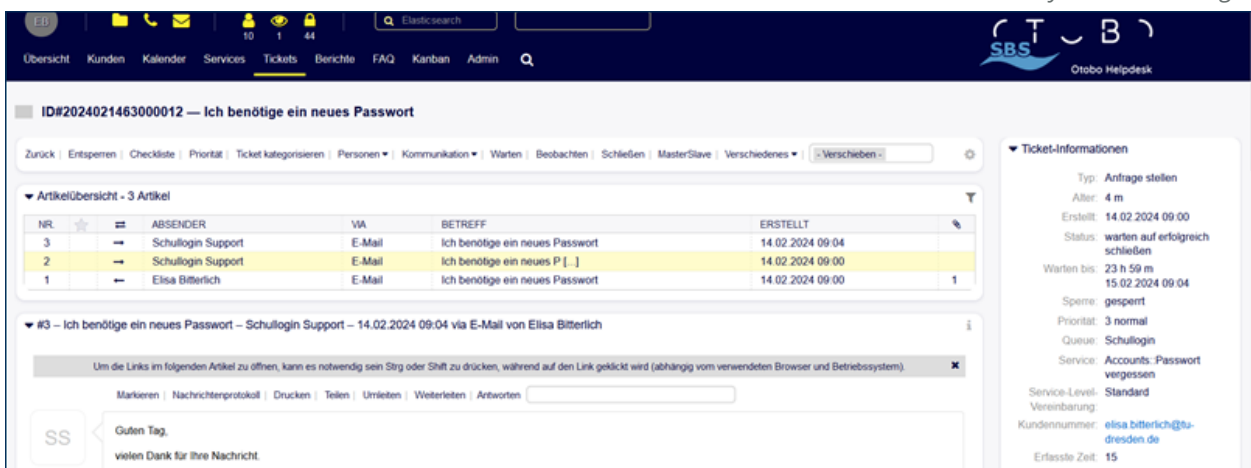 EB
10 1 44
Elasticsearch
Übersicht Kunden Kalender Services Tickets Berichte FAQ Kanban Admin
OTOBO
SBS
Otobo Helpdesk
ID#2024021463000012 — Ich benötige ein neues Passwort
Zurück | Entsperren | Checkliste | Priorität | Ticket kategorisieren | Personen | Kommunikation | Warten | Beobachten | Schließen | MasterSlave | Verschiedenes | - Verschieben -
Artikelübersicht - 3 Artikel
NR. ABSENDER VIA BETREFF ERSTELLT
3 → Schullogin Support E-Mail Ich benötige ein neues Passwort 14.02.2024 09:04
2 → Schullogin Support E-Mail Ich benötige ein neues P [...] 14.02.2024 09:00
1 ← Elisa Bitterlich E-Mail Ich benötige ein neues Passwort 14.02.2024 09:00 1
#3 – Ich benötige ein neues Passwort – Schullogin Support – 14.02.2024 09:04 via E-Mail von Elisa Bitterlich
Um die Links im folgenden Artikel zu öffnen, kann es notwendig sein Strg oder Shift zu drücken, während auf den Link geklickt wird (abhängig vom verwendeten Browser und Betriebssystem).
Markieren | Nachrichtenprotokoll | Drucken | Teilen | Umleiten | Weiterleiten | Antworten
SS
Guten Tag,
vielen Dank für Ihre Nachricht.
Ticket-Informationen
Typ: Anfrage stellen
Alter: 4 m
Erstellt: 14.02.2024 09:00
Status: warten auf erfolgreich
schließen
Warten bis: 23 h 59 m
15.02.2024 09:04
Sperre: gesperrt
Priorität: 3 normal
Queue: Schullogin
Service: Accounts::Passwort
vergessen
Service-Level- Standard
Vereinbarung:
Kundennummer: elisa.bitterlich@tu-
dresden.de
Erfasste Zeit: 15